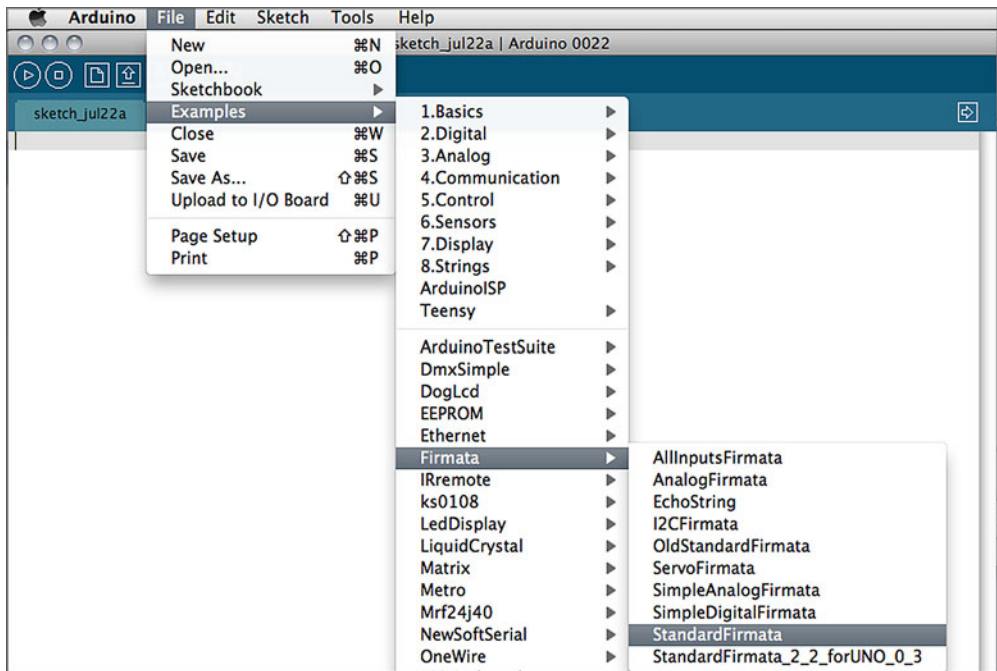 Arduino File Edit Sketch Tools Help
sketch_jul22a | Arduino 0022
New ⌘N
Open... ⌘O
Sketchbook
Examples
Close ⌘W
Save ⌘S
Save As... ⇧⌘S
Upload to I/O Board ⌘U
Page Setup ⇧⌘P
Print ⌘P
sketch_jul22a
1.Basics
2.Digital
3.Analog
4.Communication
5.Control
6.Sensors
7.Display
8.Strings
ArduinoISP
Teensy
ArduinoTestSuite
DmxSimple
DogLcd
EEPROM
Ethernet
Firmata
IRremote
ks0108
LedDisplay
LiquidCrystal
Matrix
Metro
Mrf24j40
NewSoftSerial
OneWire
AllInputsFirmata
AnalogFirmata
EchoString
I2CFirmata
OldStandardFirmata
ServoFirmata
SimpleAnalogFirmata
SimpleDigitalFirmata
StandardFirmata
StandardFirmata_2_2_forUNO_0_3